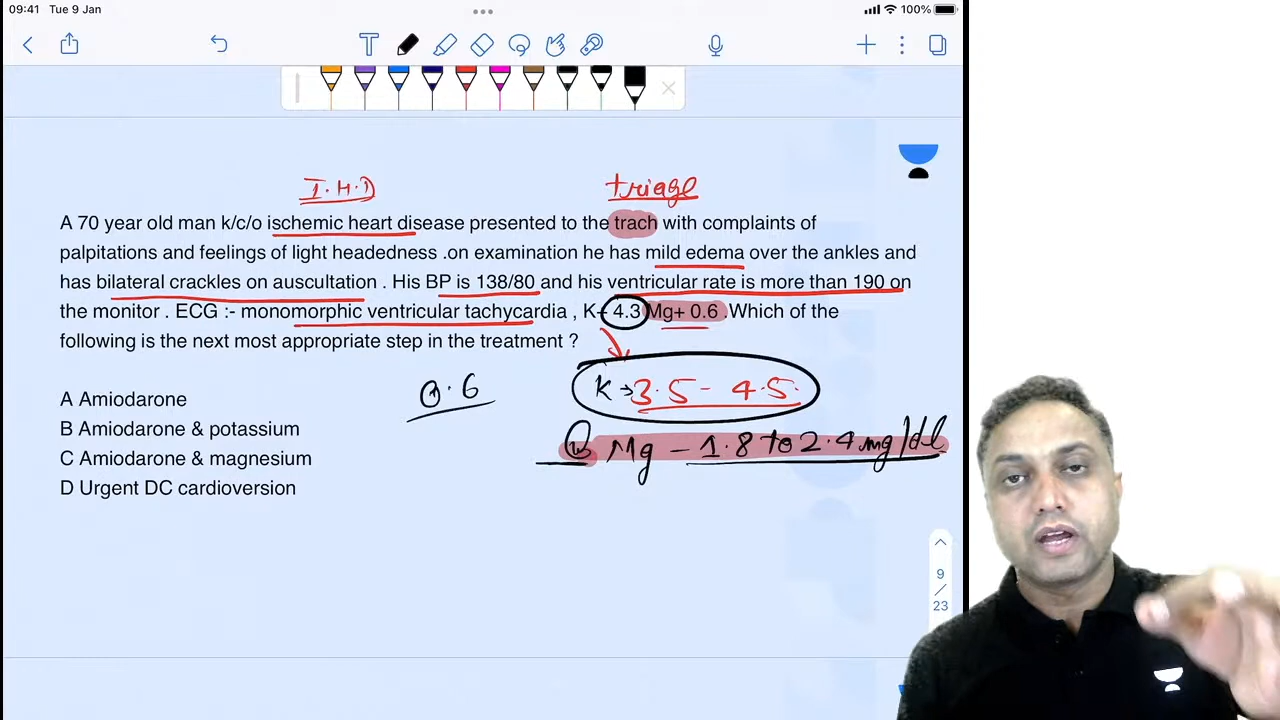 09:41 Tue 9 Jan
100%
I.H.D
triage
A 70 year old man k/c/o ischemic heart disease presented to the trach with complaints of
palpitations and feelings of light headedness .on examination he has mild edema over the ankles and
has bilateral crackles on auscultation . His BP is 138/80 and his ventricular rate is more than 190 on
the monitor . ECG :- monomorphic ventricular tachycardia , K+ 4.3 Mg+ 0.6 .Which of the
following is the next most appropriate step in the treatment ?
0.6
K → 3.5 - 4.5.
Mg - 1.8 to 2.4 mg/dl
A Amiodarone
B Amiodarone & potassium
C Amiodarone & magnesium
D Urgent DC cardioversion
9
/
23